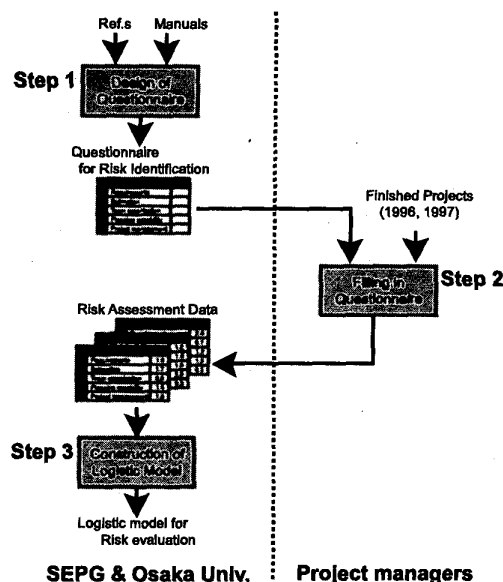 Ref.s Manuals
Step 1
Design of
Questionnaire
Questionnaire
for Risk Identification
Finished Projects
(1996, 1997)
Filling in
Questionnaire
Step 2
Risk Assessment Data
Step 3
Construction of
Logistic Model
Logistic model for
Risk evaluation
SEPG & Osaka Univ. Project managers